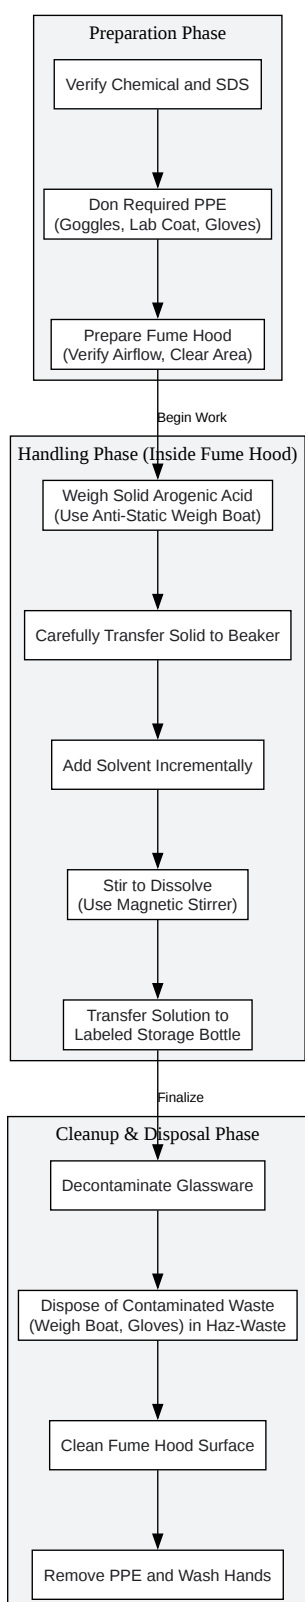 Preparation Phase
Verify Chemical and SDS
Don Required PPE
(Goggles, Lab Coat, Gloves)
Prepare Fume Hood
(Verify Airflow, Clear Area)
Begin Work
Handling Phase (Inside Fume Hood)
Weigh Solid Arogenic Acid
(Use Anti-Static Weigh Boat)
Carefully Transfer Solid to Beaker
Add Solvent Incrementally
Stir to Dissolve
(Use Magnetic Stirrer)
Transfer Solution to
Labeled Storage Bottle
Finalize
Cleanup & Disposal Phase
Decontaminate Glassware
Dispose of Contaminated Waste
(Weigh Boat, Gloves) in Haz-Waste
Clean Fume Hood Surface
Remove PPE and Wash Hands